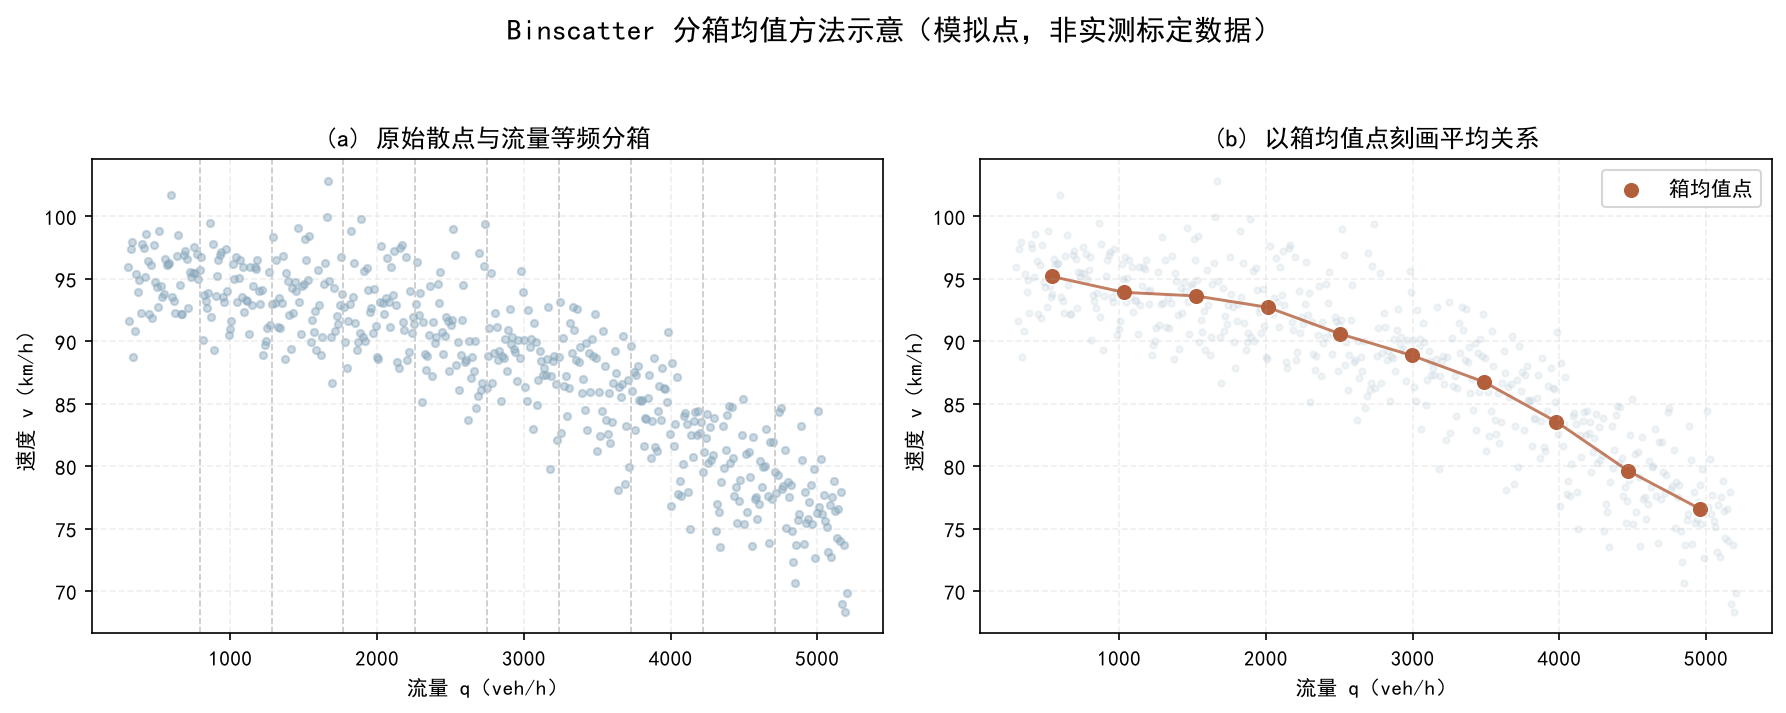 Binscatter 分箱均值方法示意（模拟点，非实测标定数据）
(a) 原始散点与流量等频分箱
100
95
90
85
80
75
70
速度 v (km/h)
1000 2000 3000 4000 5000
流量 q（veh/h）
(b) 以箱均值点刻画平均关系
箱均值点
100
95
90
85
80
75
70
速度 v (km/h)
1000 2000 3000 4000 5000
流量 q（veh/h）